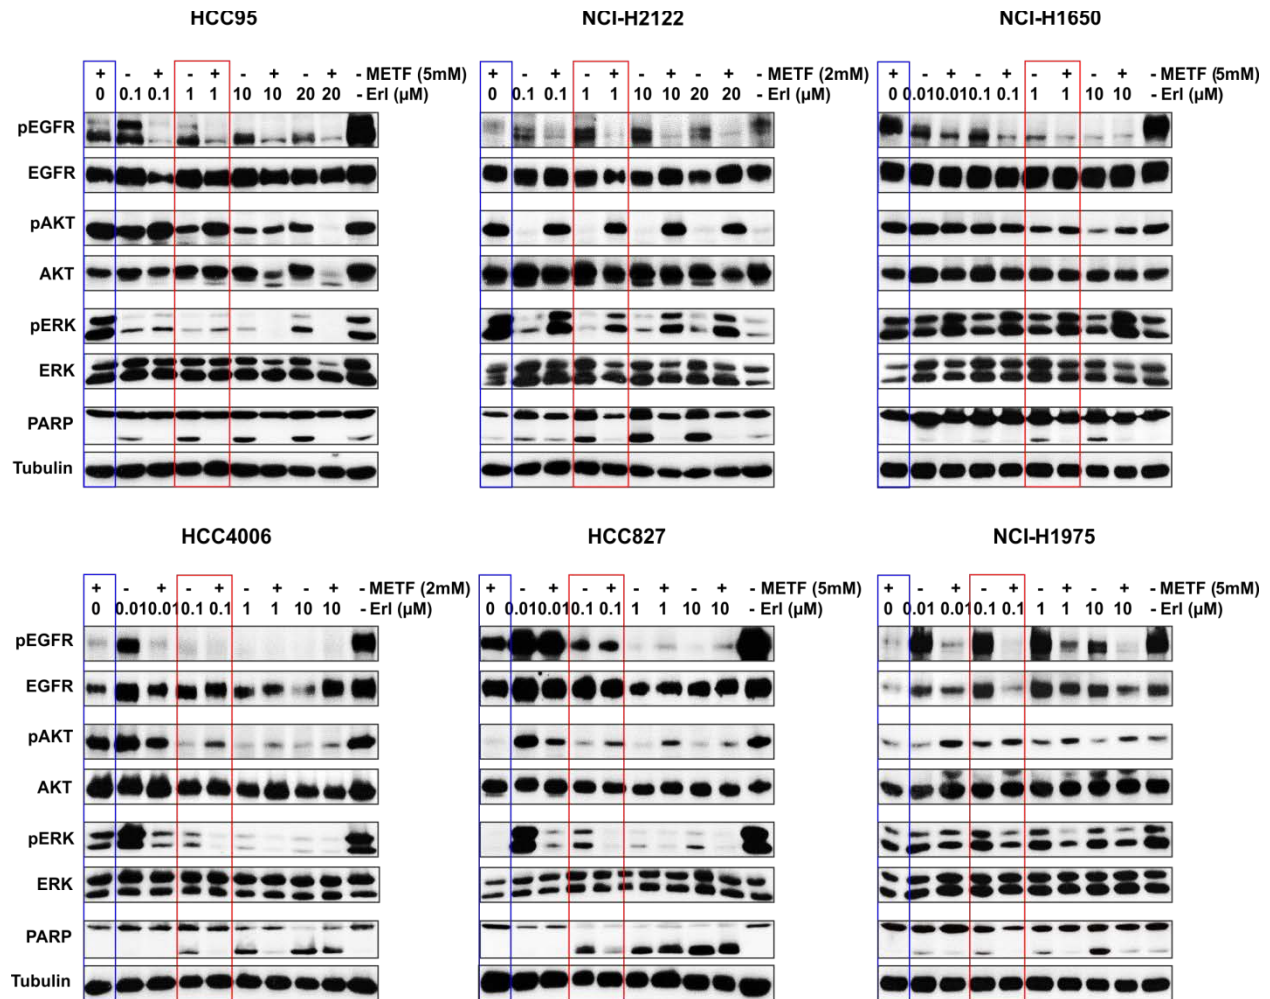 HCC95 NCI-H2122 NCI-H1650
+ - + - + - + - + - METF (5mM) + - + - + - + - + - METF (2mM) + - + - + - + - + - METF (5mM)
0 0.1 0.1 1 1 10 10 20 20 - Erl (µM) 0 0.1 0.1 1 1 10 10 20 20 - Erl (µM) 0 0.01 0.01 0.1 0.1 1 1 10 10 - Erl (µM)
pEGFR
EGFR
pAKT
AKT
pERK
ERK
PARP
Tubulin
HCC4006 HCC827 NCI-H1975
+ - + - + - + - + - METF (2mM) + - + - + - + - + - METF (5mM) + - + - + - + - + - METF (5mM)
0 0.01 0.01 0.1 0.1 1 1 10 10 - Erl (µM) 0 0.01 0.01 0.1 0.1 1 1 10 10 - Erl (µM) 0 0.01 0.01 0.1 0.1 1 1 10 10 - Erl (µM)
pEGFR
EGFR
pAKT
AKT
pERK
ERK
PARP
Tubulin